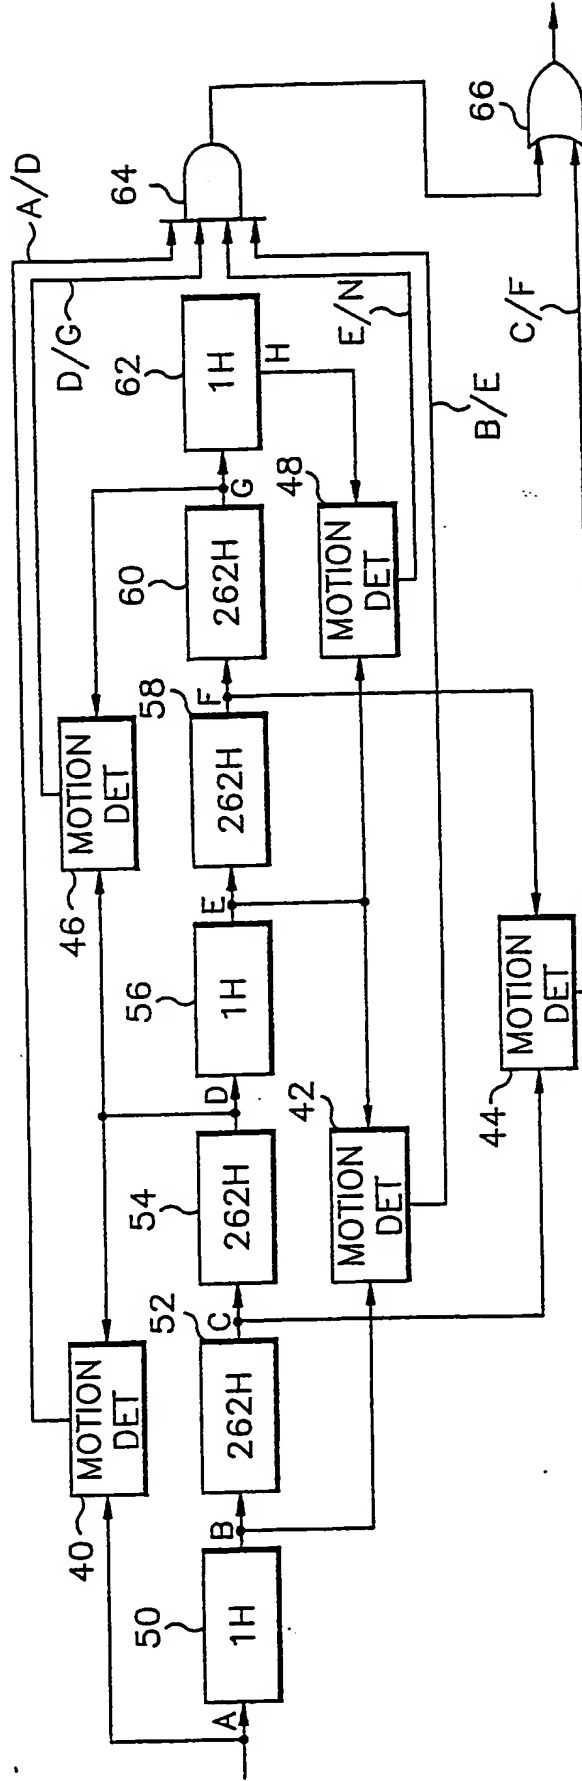 A/D
D/G
40
MOTION
DET
46
MOTION
DET
64
50
1H
52
262H
54
262H
56
1H
58
262H
60
262H
62
1H
A
B
C
D
E
F
G
H
42
MOTION
DET
48
MOTION
DET
E/N
B/E
66
44
MOTION
DET
C/F